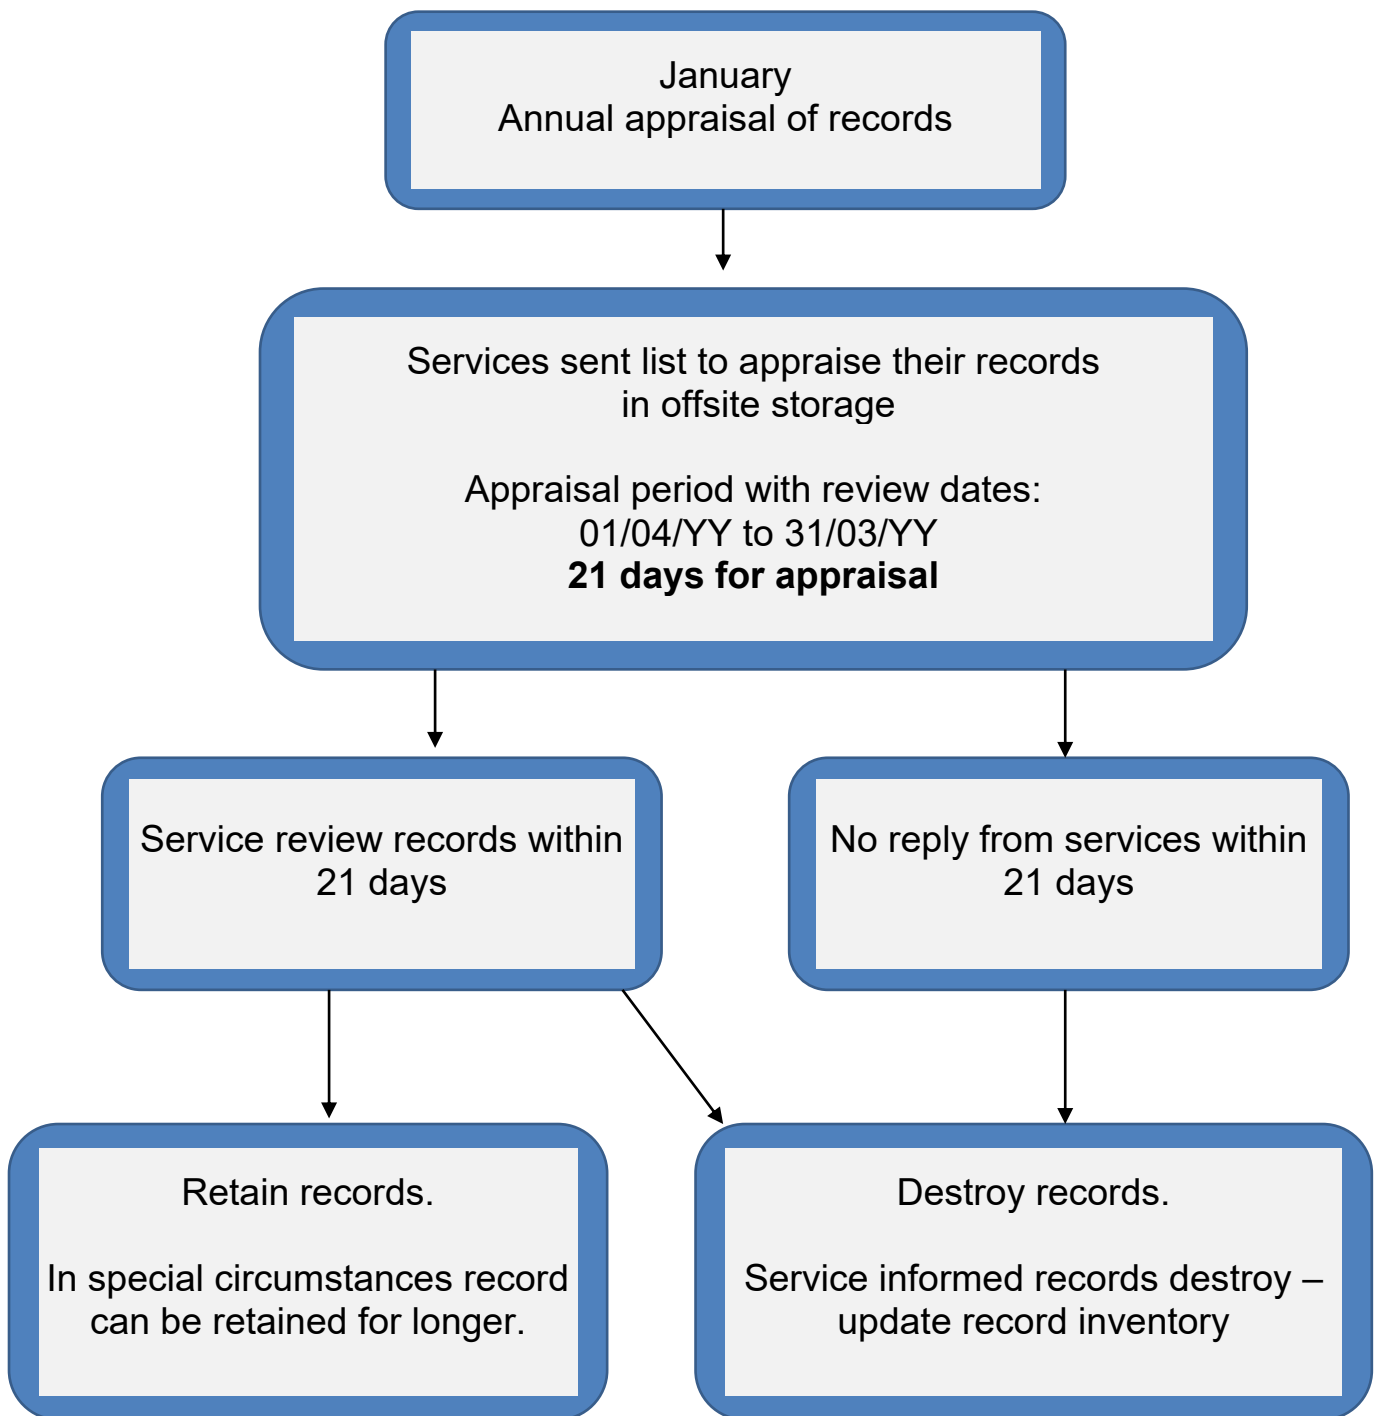 January
Annual appraisal of records
Services sent list to appraise their records
in offsite storage
Appraisal period with review dates:
01/04/YY to 31/03/YY
21 days for appraisal
Service review records within
21 days
No reply from services within
21 days
Retain records.
In special circumstances record
can be retained for longer.
Destroy records.
Service informed records destroy –
update record inventory